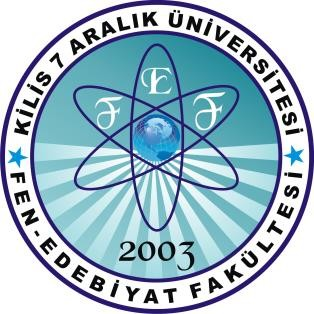 KİLİS 7 ARALIK ÜNİVERSİTESİ
E
F F
2003
FEN-EDEBİYAT FAKÜLTESİ